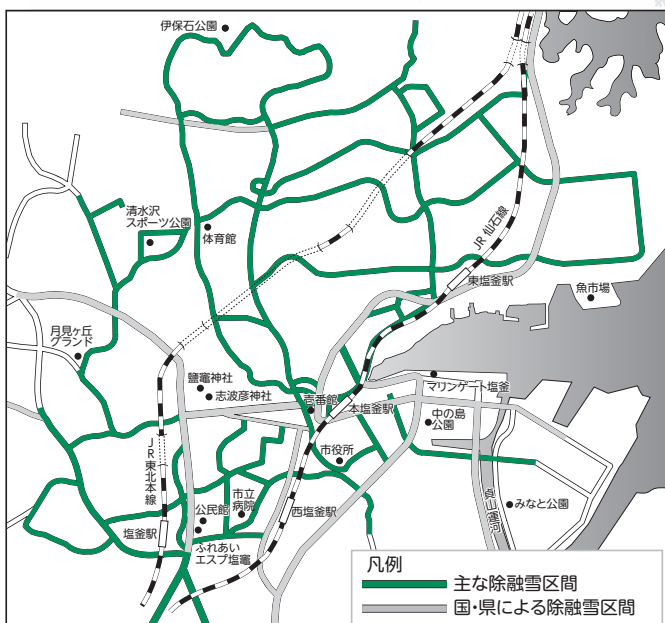 伊保石公園
清水沢
スポーツ公園
体育館
JR 仙石線
東塩釜駅
魚市場
月見ヶ丘
グランド
鹽竈神社
志波彦神社
壱番館
本塩釜駅
マリンゲート塩釜
中の島
公園
市役所
JR東北本線
市立
病院
公民館
西塩釜駅
貞山運河
みなと公園
塩釜駅
ふれあい
エスプ塩竈
凡例
主な除融雪区間
国・県による除融雪区間